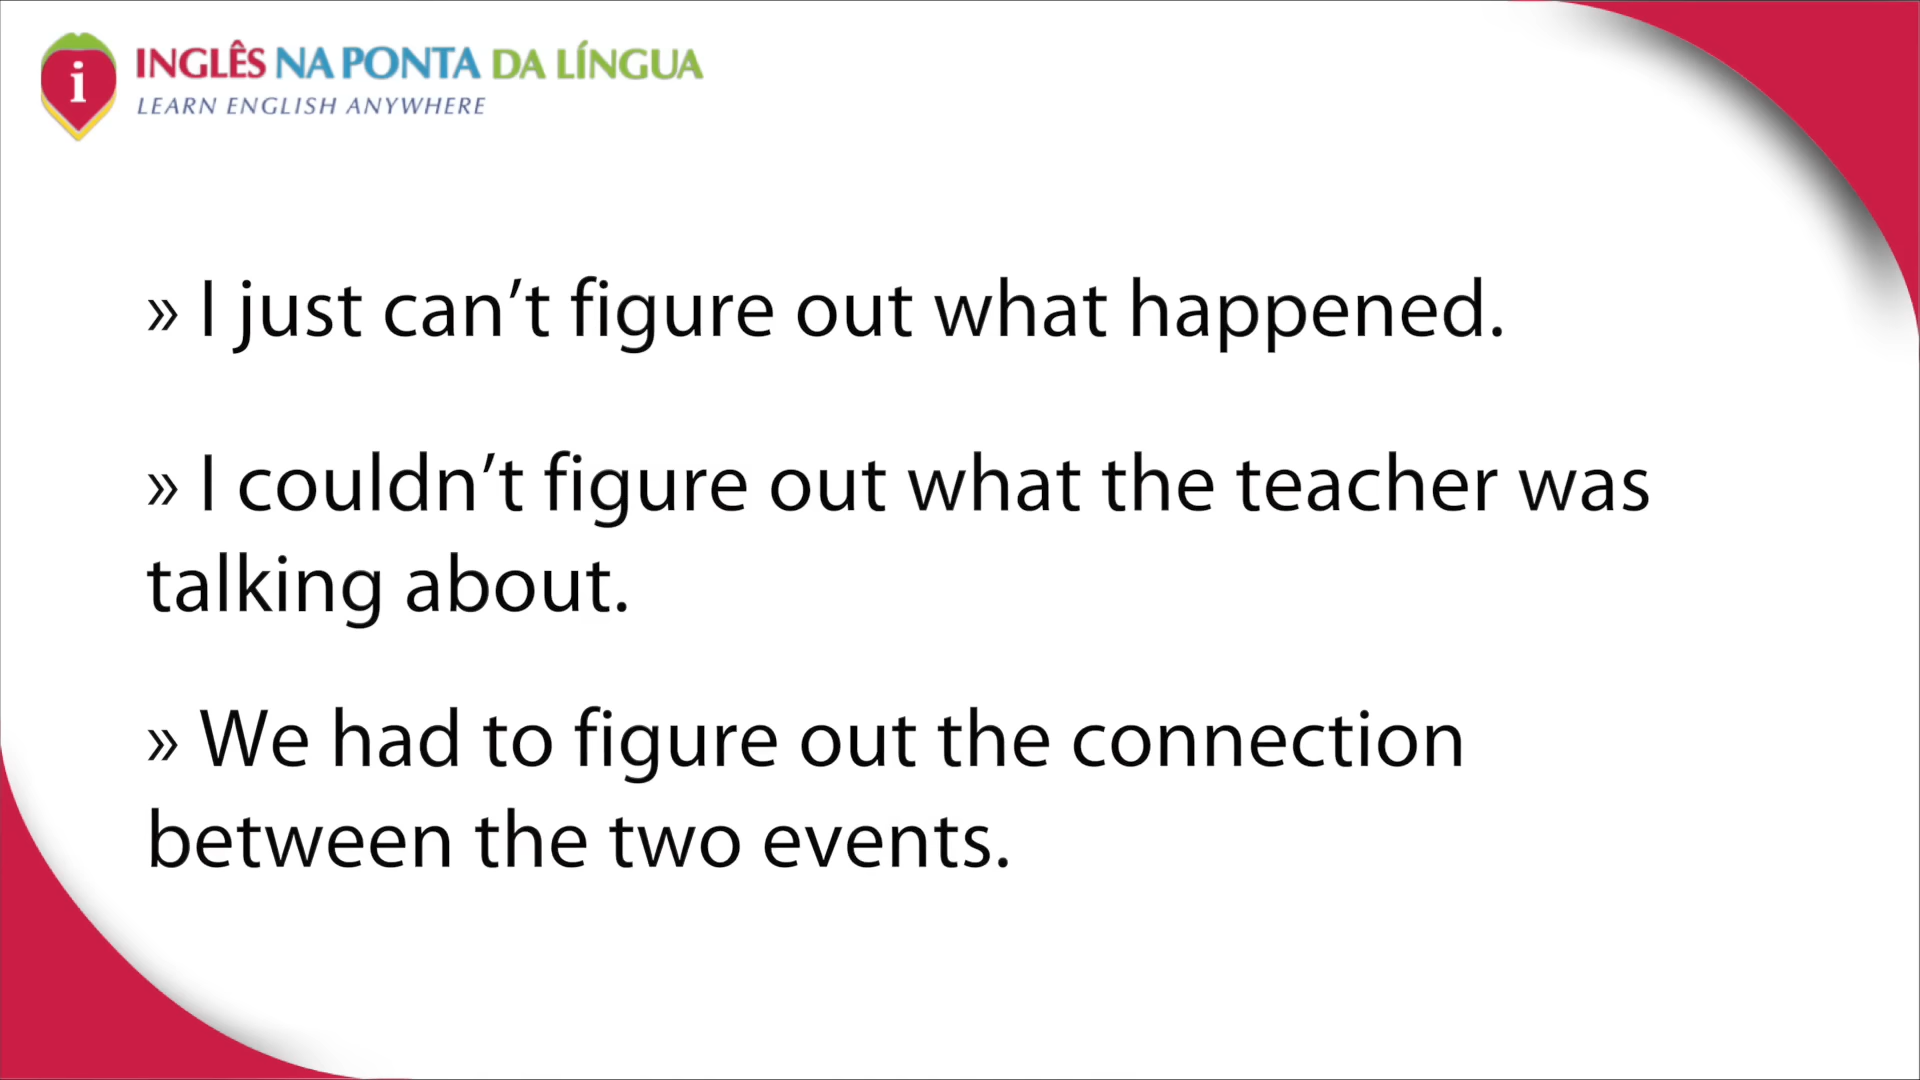 i
INGLÊS NA PONTA DA LÍNGUA
LEARN ENGLISH ANYWHERE
» I just can’t figure out what happened.
» I couldn’t figure out what the teacher was
talking about.
» We had to figure out the connection
between the two events.